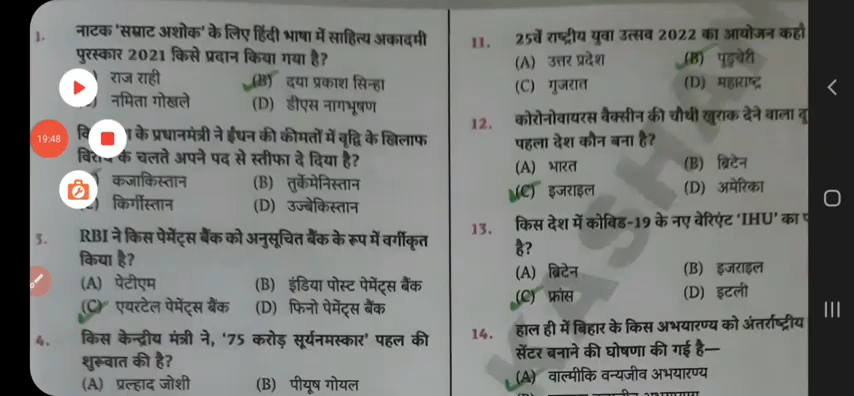 1. नाटक 'सम्राट अशोक' के लिए हिंदी भाषा में साहित्य अकादमी
पुरस्कार 2021 किसे प्रदान किया गया है?
राज राही (B) दया प्रकाश सिन्हा
नमिता गोखले (D) डीएस नागभूषण
के प्रधानमंत्री ने ईंधन की कीमतों में वृद्धि के खिलाफ
के चलते अपने पद से स्तीफा दे दिया है?
कजाकिस्तान (B) तुर्कमेनिस्तान
किर्गीस्तान (D) उज्बेकिस्तान
3. RBI ने किस पेमेंट्स बैंक को अनुसूचित बैंक के रूप में वर्गीकृत
किया है?
(A) पेटीएम (B) इंडिया पोस्ट पेमेंट्स बैंक
(C) एयरटेल पेमेंट्स बैंक (D) फिनो पेमेंट्स बैंक
4. किस केन्द्रीय मंत्री ने, '75 करोड़ सूर्यनमस्कार' पहल की
शुरूवात की है?
(A) प्रल्हाद जोशी (B) पीयूष गोयल
11. 25वें राष्ट्रीय युवा उत्सव 2022 का आयोजन कहाँ
(A) उत्तर प्रदेश (B) पुडुचेरी
(C) गुजरात (D) महाराष्ट्र
12. कोरोनोवायरस वैक्सीन की चौथी खुराक देने वाला
पहला देश कौन बना है?
(A) भारत (B) ब्रिटेन
(C) इजराइल (D) अमेरिका
13. किस देश में कोविड-19 के नए वेरिएंट 'IHU' का
है?
(A) ब्रिटेन (B) इजराइल
(C) फ्रांस (D) इटली
14. हाल ही में बिहार के किस अभयारण्य को अंतर्राष्ट्रीय
सेंटर बनाने की घोषणा की गई है—
(A) वाल्मीकि वन्यजीव अभयारण्य
19:48